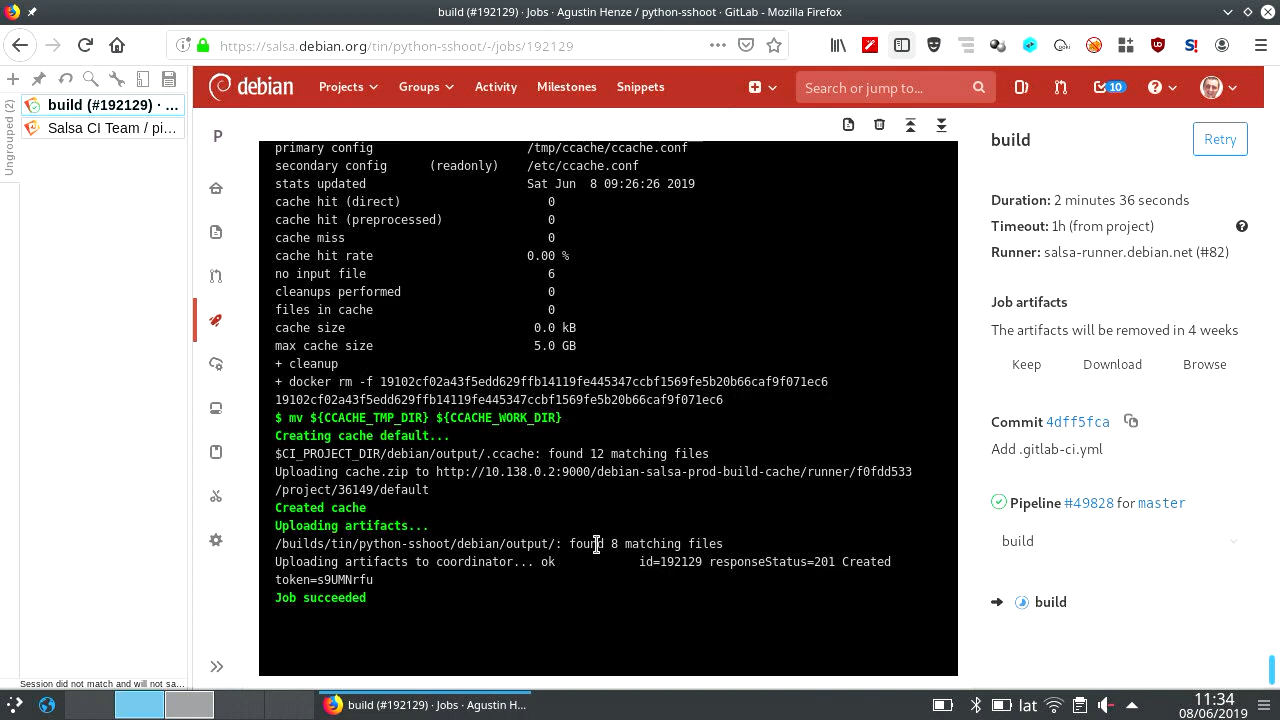 build (#192129) · Jobs · Agustin Henze / python-sshoot · GitLab - Mozilla Firefox
https://salsa.debian.org/tin/python-sshoot/-/jobs/192129
Ungrouped (2)
build (#192129) · ...
Salsa CI Team / pi...
debian
Projects
Groups
Activity
Milestones
Snippets
Search or jump to...
10
P
primary config /tmp/ccache/ccache.conf
secondary config (readonly) /etc/ccache.conf
stats updated Sat Jun 8 09:26:26 2019
cache hit (direct) 0
cache hit (preprocessed) 0
cache miss 0
cache hit rate 0.00 %
no input file 6
cleanups performed 0
files in cache 0
cache size 0.0 kB
max cache size 5.0 GB
+ cleanup
+ docker rm -f 19102cf02a43f5edd629ffb14119fe445347ccbf1569fe5b20b66caf9f071ec6
19102cf02a43f5edd629ffb14119fe445347ccbf1569fe5b20b66caf9f071ec6
$ mv ${CCACHE_TMP_DIR} ${CCACHE_WORK_DIR}
Creating cache default...
$CI_PROJECT_DIR/debian/output/.ccache: found 12 matching files
Uploading cache.zip to http://10.138.0.2:9000/debian-salsa-prod-build-cache/runner/f0fdd533
/project/36149/default
Created cache
Uploading artifacts...
/builds/tin/python-sshoot/debian/output/: found 8 matching files
Uploading artifacts to coordinator... ok id=192129 responseStatus=201 Created
token=s9UMNrfu
Job succeeded
build
Retry
Duration: 2 minutes 36 seconds
Timeout: 1h (from project)
Runner: salsa-runner.debian.net (#82)
Job artifacts
The artifacts will be removed in 4 weeks
Keep
Download
Browse
Commit 4dff5fca
Add .gitlab-ci.yml
Pipeline #49828 for master
build
build
Session did not match and will not sa...
build (#192129) · Jobs · Agustin H...
lat
11:34
08/06/2019